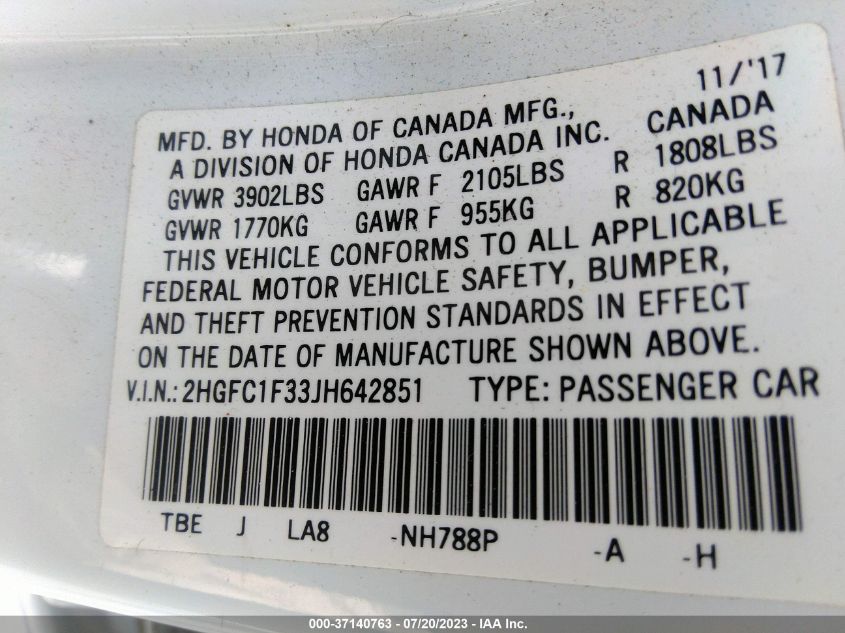 11/'17
MFD. BY HONDA OF CANADA MFG., CANADA
A DIVISION OF HONDA CANADA INC.
GVWR 3902LBS GAWR F 2105LBS R 1808LBS
GVWR 1770KG GAWR F 955KG R 820KG
THIS VEHICLE CONFORMS TO ALL APPLICABLE
FEDERAL MOTOR VEHICLE SAFETY, BUMPER,
AND THEFT PREVENTION STANDARDS IN EFFECT
ON THE DATE OF MANUFACTURE SHOWN ABOVE.
V.I.N.: 2HGFC1F33JH642851 TYPE: PASSENGER CAR
TBE J LA8 -NH788P -A -H
000-37140763 - 07/20/2023 - IAA Inc.